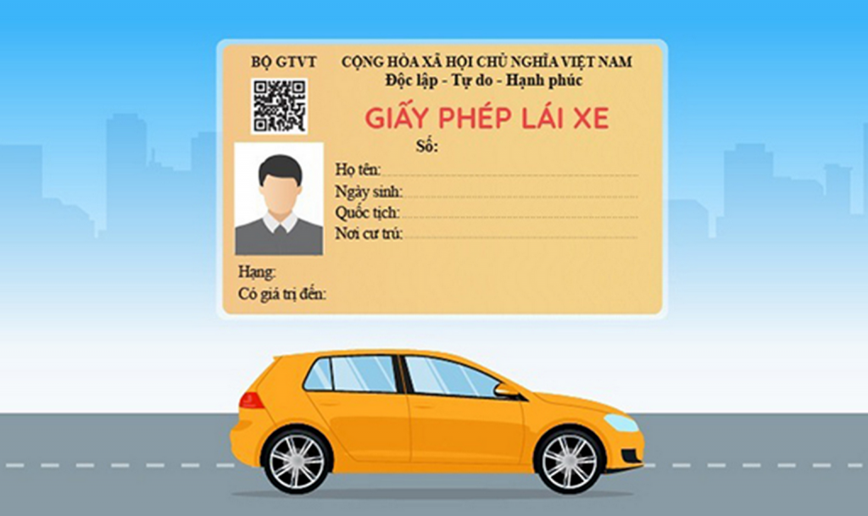 BỘ GTVT
CỘNG HÒA XÃ HỘI CHỦ NGHĨA VIỆT NAM
Độc lập - Tự do - Hạnh phúc
GIẤY PHÉP LÁI XE
Số:
Họ tên:
Ngày sinh:
Quốc tịch:
Nơi cư trú:
Hạng:
Có giá trị đến: